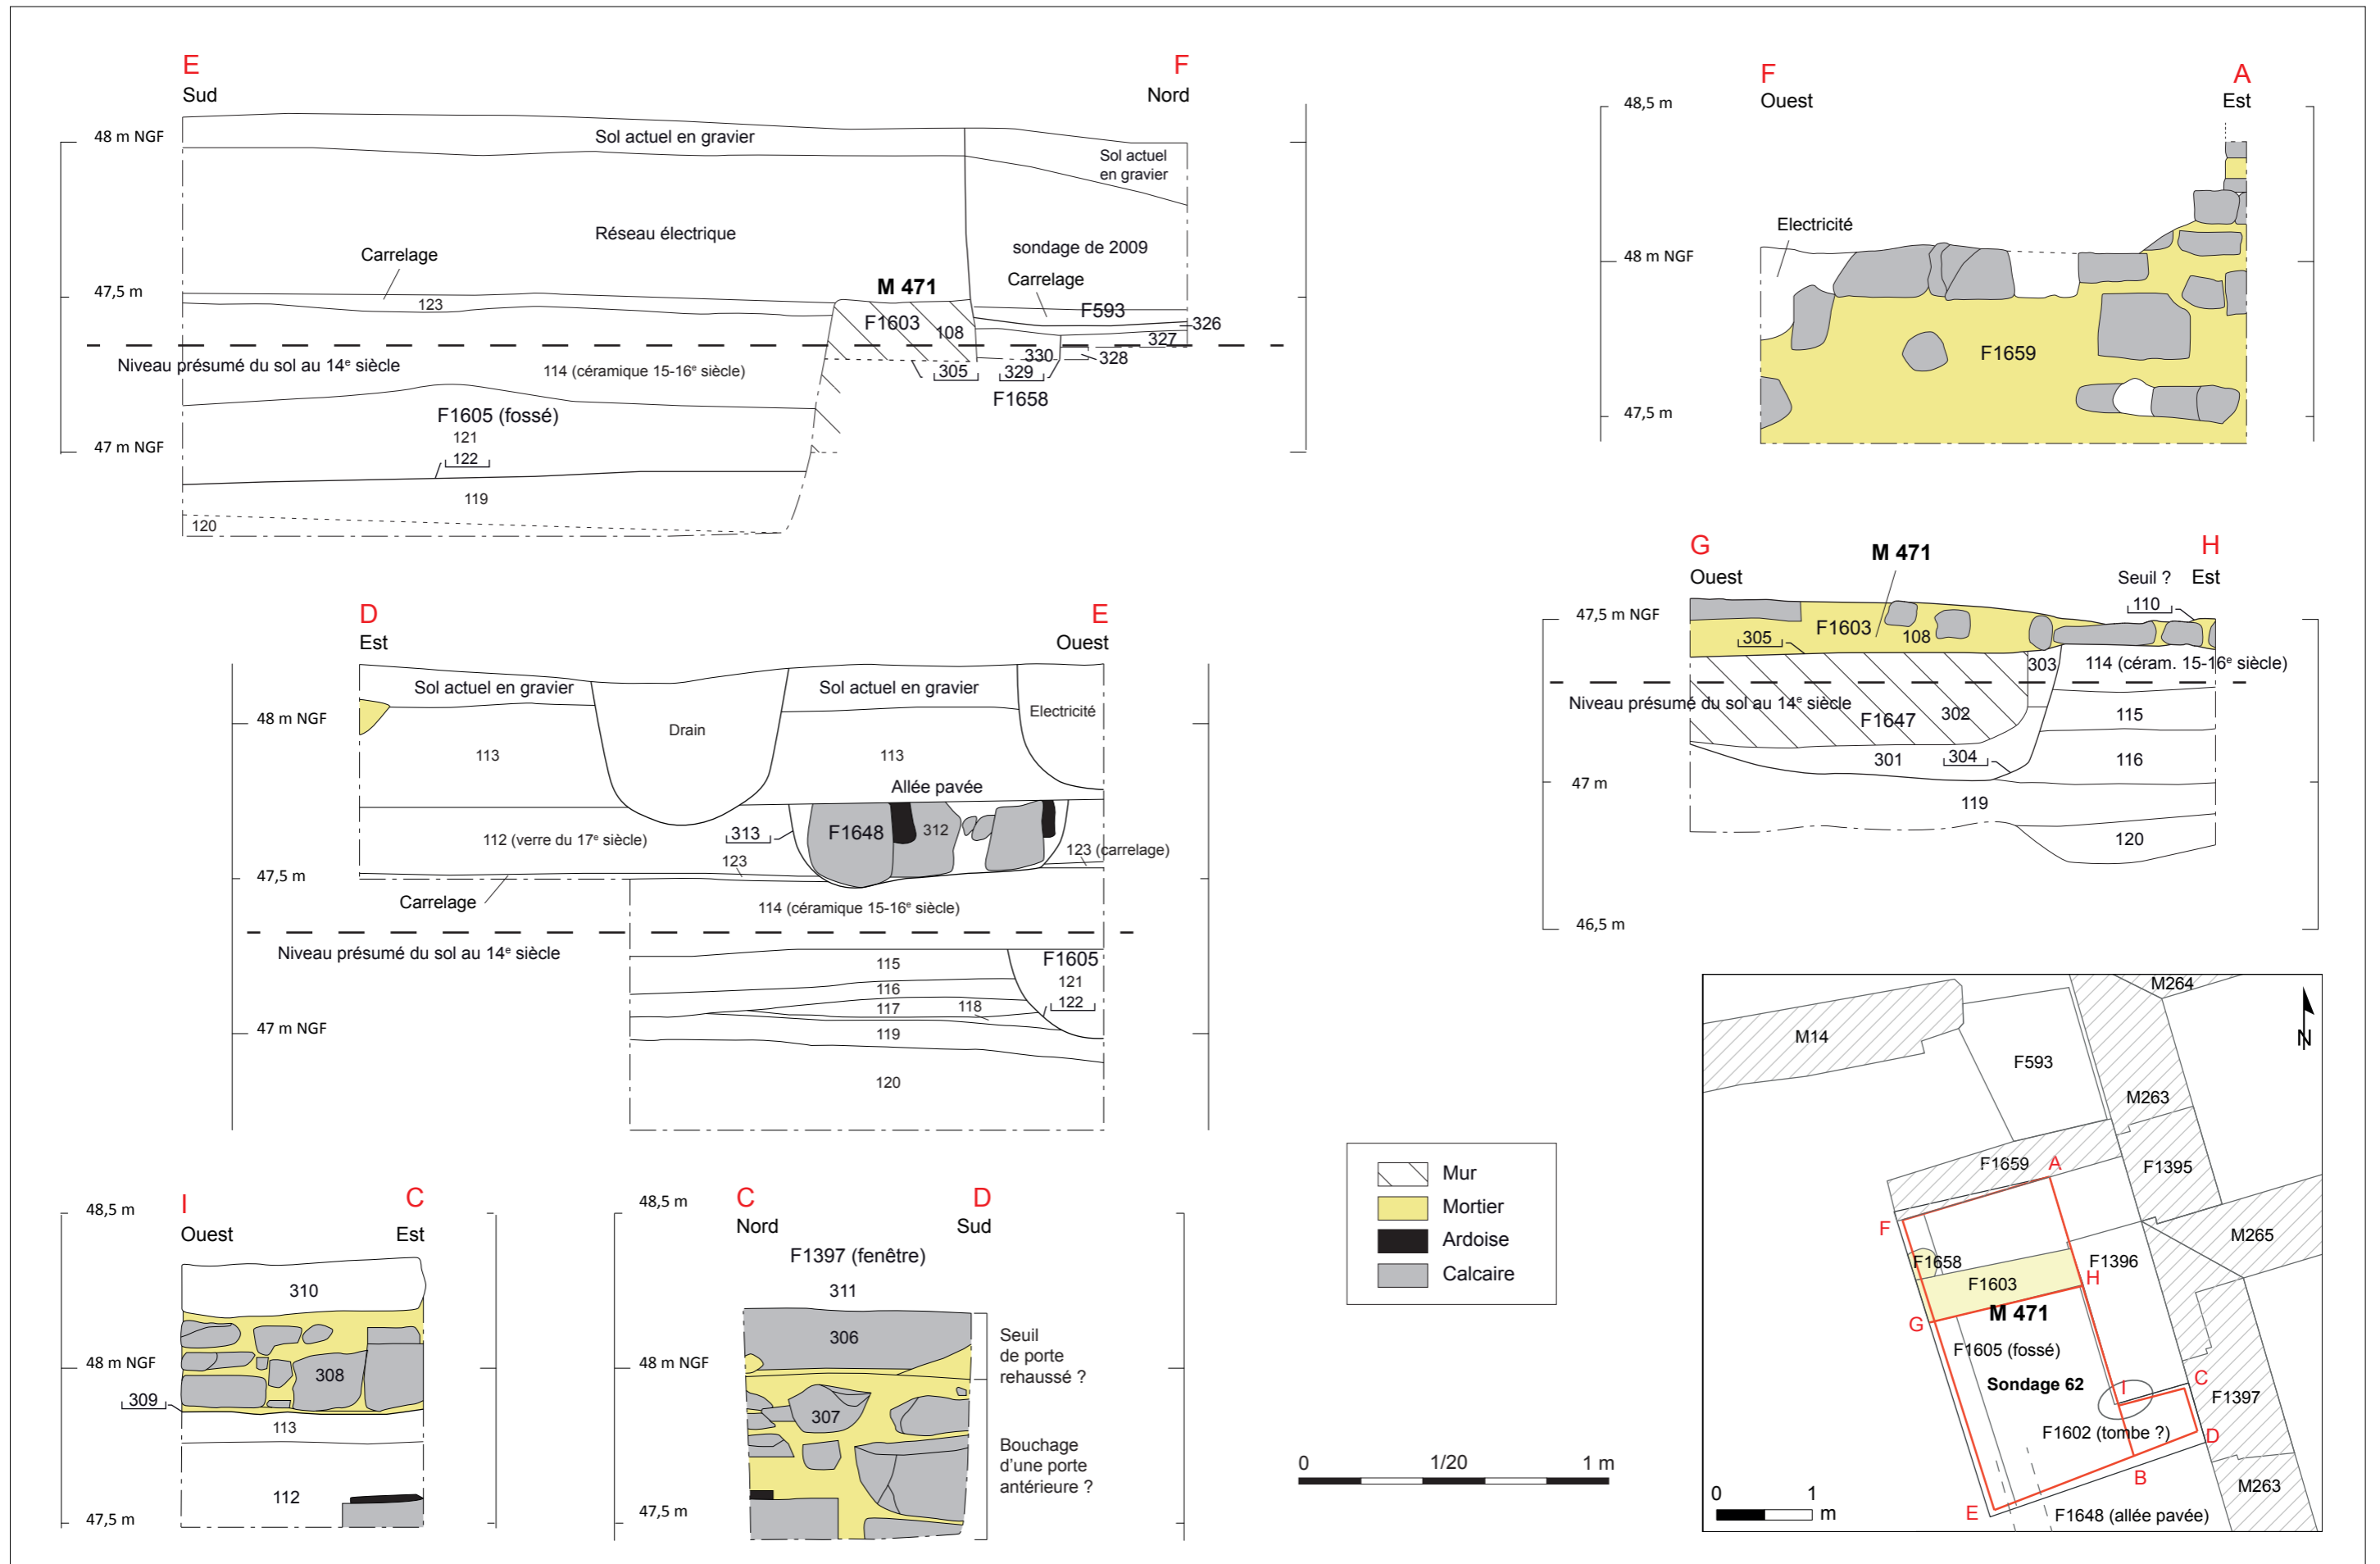 E
Sud
F
Nord
48 m NGF
Sol actuel en gravier
Sol actuel
en gravier
Réseau électrique
sondage de 2009
Carrelage
Carrelage
47,5 m
123
M 471
F593
F1603
108
326
327
Niveau présumé du sol au 14e siècle
114 (céramique 15-16e siècle)
305
330
328
329
F1658
F1605 (fossé)
121
47 m NGF
122
119
120
F
Ouest
A
Est
48,5 m
Electricité
48 m NGF
F1659
47,5 m
G
Ouest
M 471
H
Seuil ?
Est
110
47,5 m NGF
F1603
305
108
303
114 (céram. 15-16e siècle)
Niveau présumé du sol au 14e siècle
F1647
302
115
301
304
116
47 m
119
120
46,5 m
D
Est
E
Ouest
Sol actuel en gravier
Sol actuel en gravier
Electricité
48 m NGF
Drain
113
113
Allée pavée
112 (verre du 17e siècle)
313
F1648
312
123
123 (carrelage)
47,5 m
Carrelage
114 (céramique 15-16e siècle)
Niveau présumé du sol au 14e siècle
F1605
115
121
116
122
117
118
47 m NGF
119
120
I
Ouest
C
Est
48,5 m
310
48 m NGF
308
309
113
112
47,5 m
C
Nord
D
Sud
48,5 m
F1397 (fenêtre)
311
306
48 m NGF
Seuil
de porte
rehaussé ?
307
Bouchage
d'une porte
antérieure ?
47,5 m
Mur
Mortier
Ardoise
Calcaire
0
1/20
1 m
M264
N
M14
F593
M263
F1659
A
F1395
F
M265
F1658
F1396
F1603
H
M 471
G
F1605 (fossé)
Sondage 62
I
C
F1397
F1602 (tombe ?)
D
B
M263
E
F1648 (allée pavée)
0
1
m